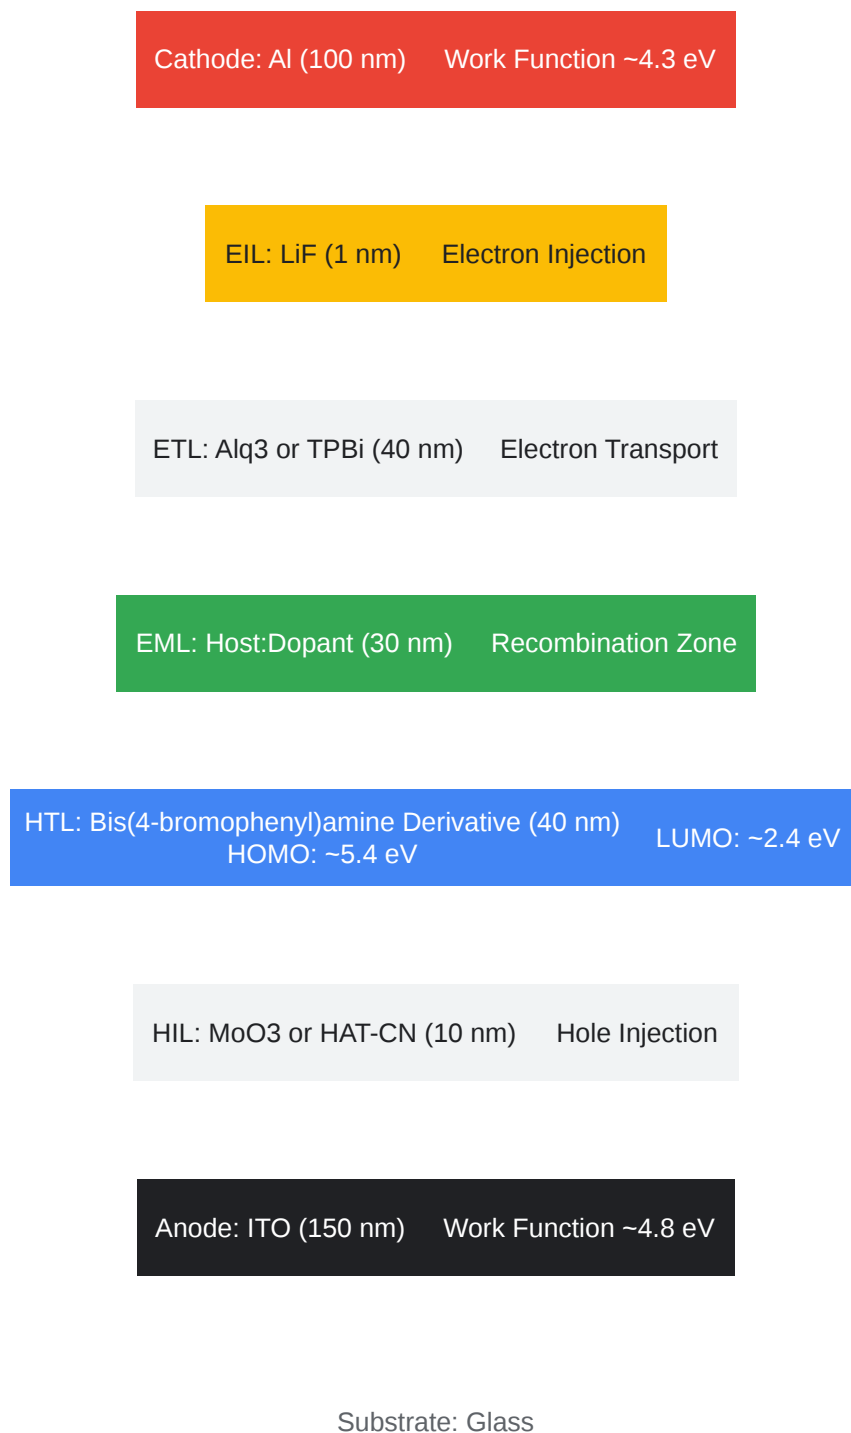 Cathode: Al (100 nm) Work Function ~4.3 eV
EIL: LiF (1 nm) Electron Injection
ETL: Alq3 or TPBi (40 nm) Electron Transport
EML: Host:Dopant (30 nm) Recombination Zone
HTL: Bis(4-bromophenyl)amine Derivative (40 nm)
HOMO: ~5.4 eV
LUMO: ~2.4 eV
HIL: MoO3 or HAT-CN (10 nm) Hole Injection
Anode: ITO (150 nm) Work Function ~4.8 eV
Substrate: Glass